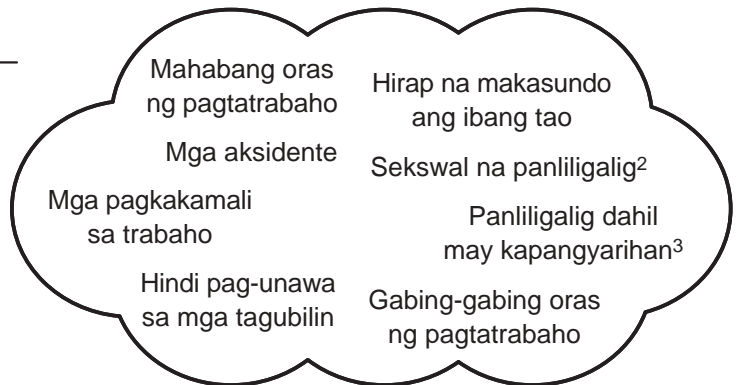 Mahabang oras
ng pagtatrabaho
Mga aksidente
Mga pagkakamali
sa trabaho
Hindi pag-unawa
sa mga tagubilin
Hirap na makasundo
ang ibang tao
Sekswal na panliligalig²
Panliligalig dahil
may kapangyarihan³
Gabing-gabing oras
ng pagtatrabaho